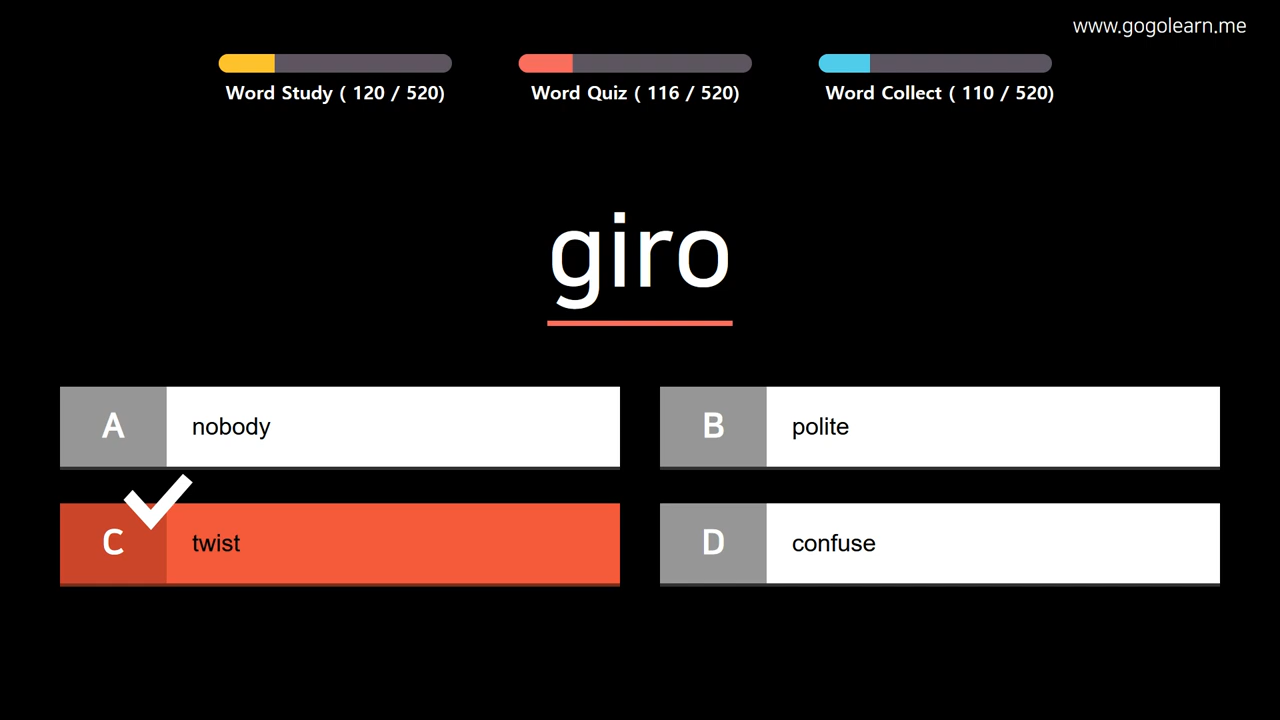 www.gogolearn.me
Word Study ( 120 / 520)
Word Quiz ( 116 / 520)
Word Collect ( 110 / 520)
giro
A
nobody
B
polite
C
twist
D
confuse